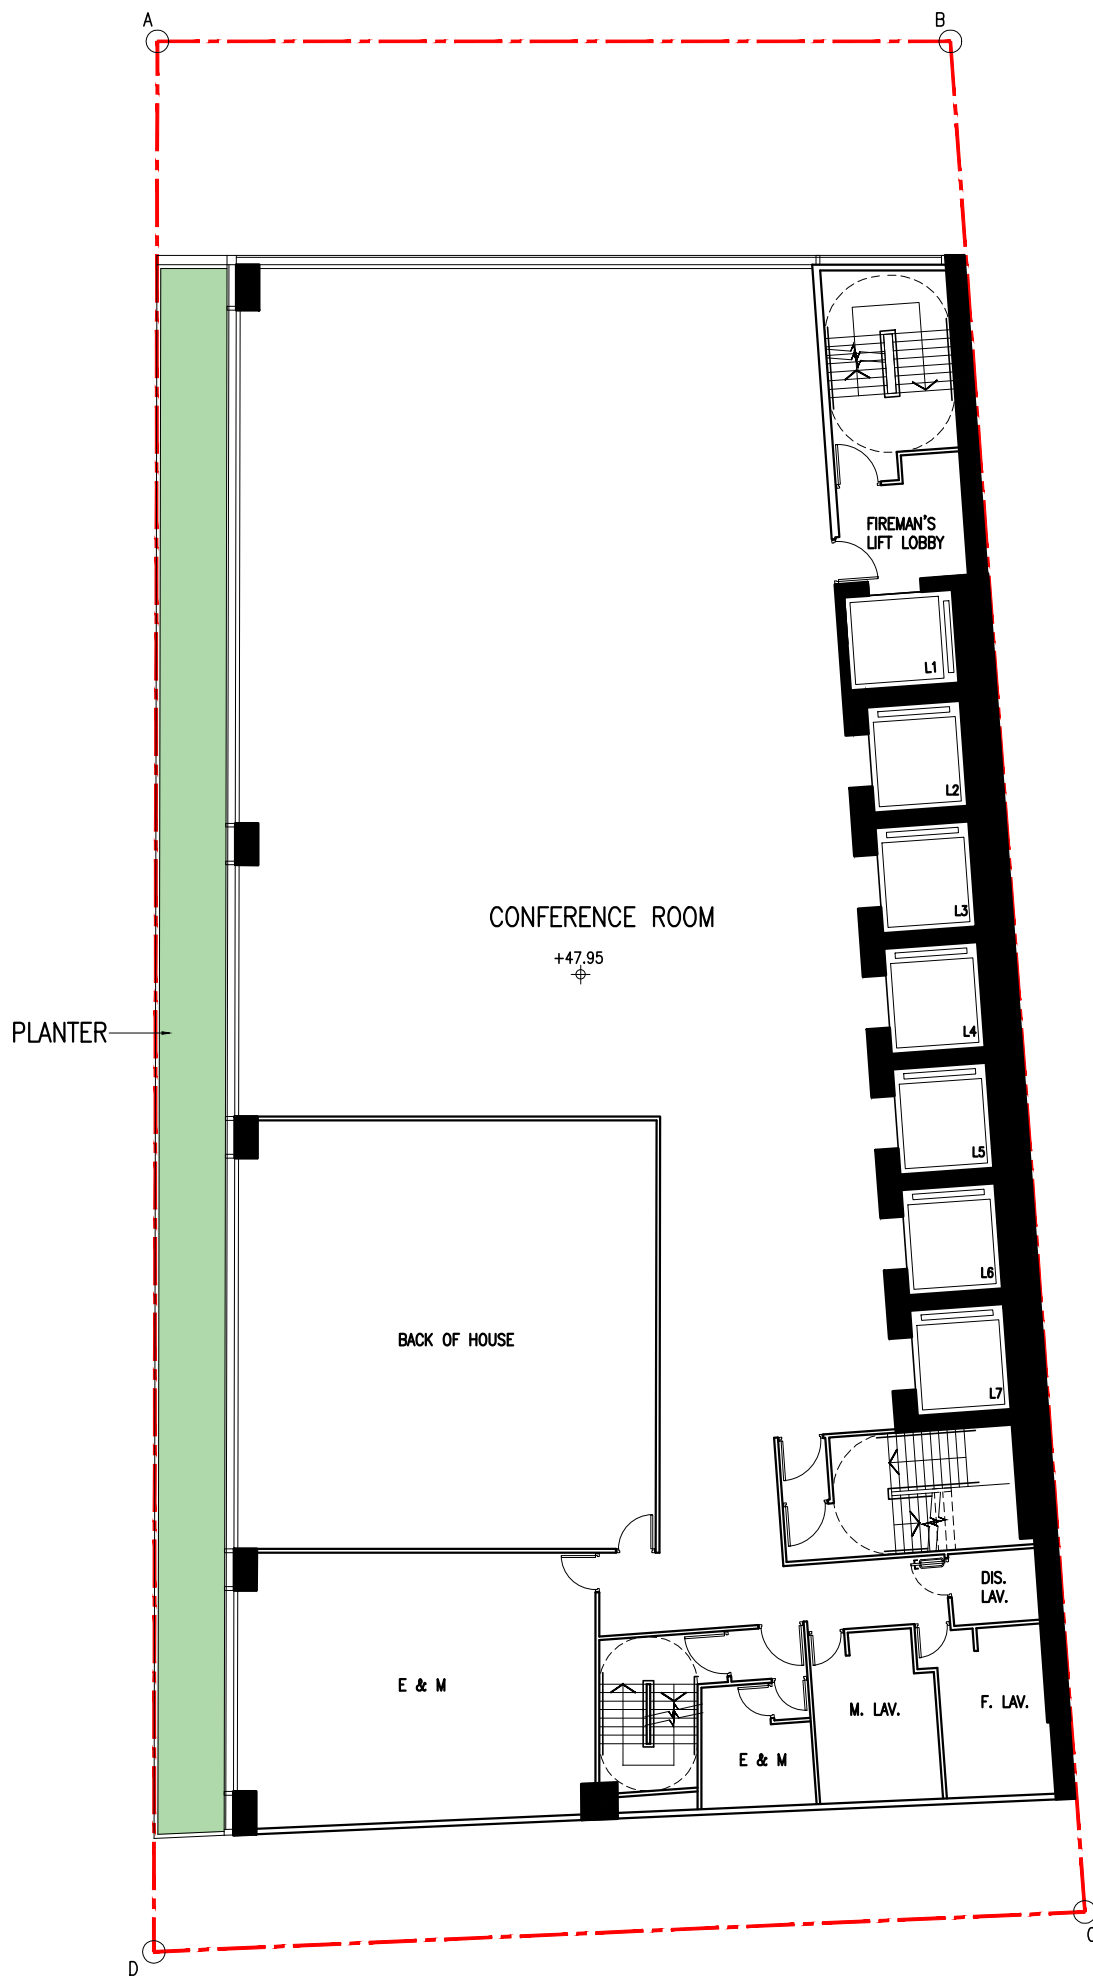 A
B
FIREMAN'S
LIFT LOBBY
L1
L2
L3
CONFERENCE ROOM
+47.95
L4
PLANTER
L5
L6
BACK OF HOUSE
L7
DIS.
LAV.
E & M
F. LAV.
M. LAV.
E & M
C
D